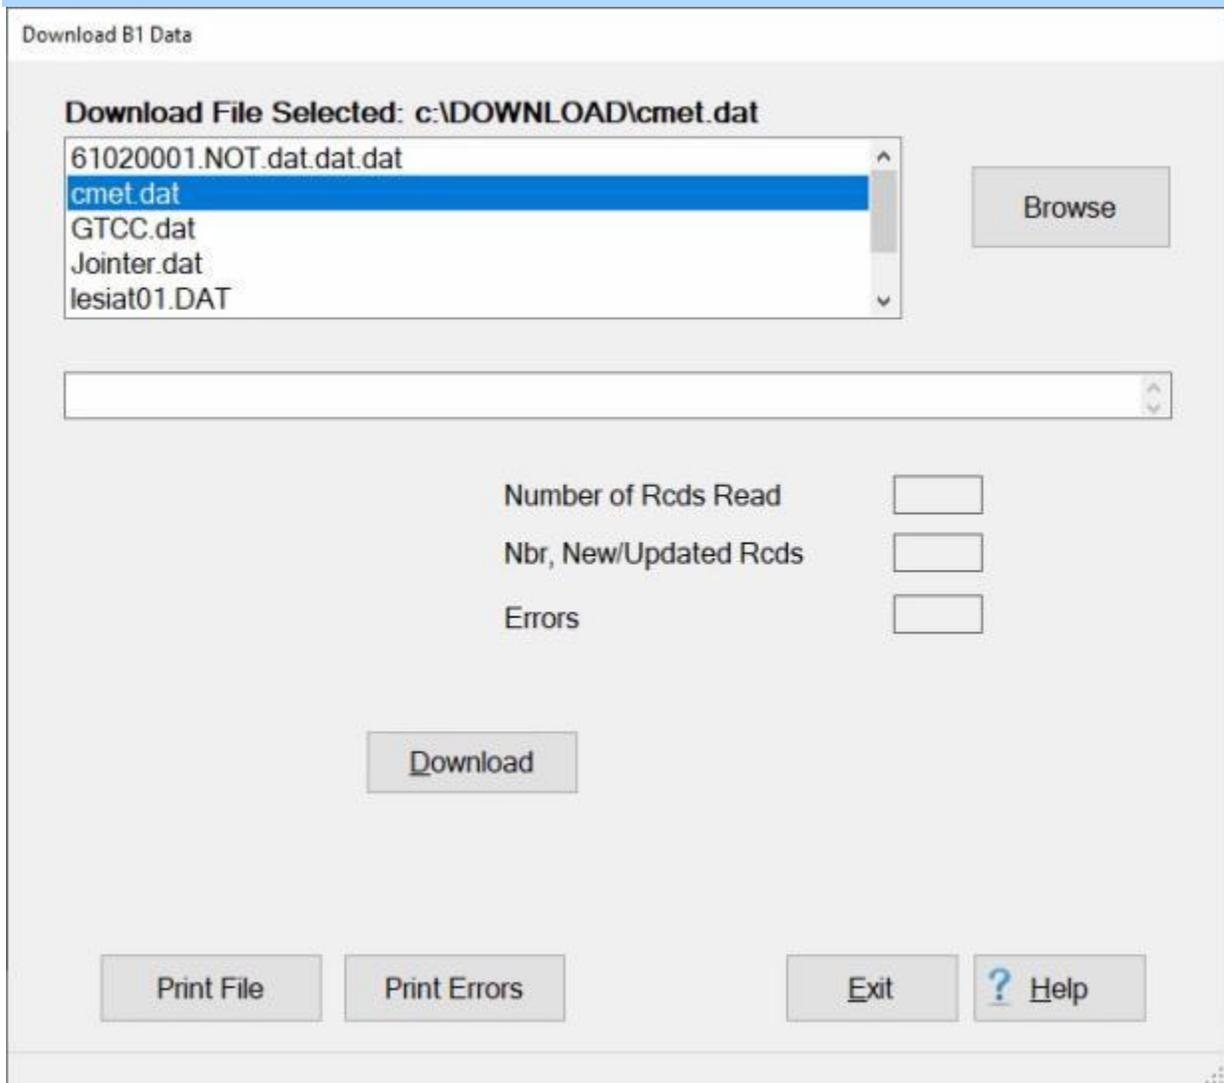 Download B1 Data
Download File Selected: c:\DOWNLOAD\cmet.dat
61020001.NOT.dat.dat.dat
cmet.dat
GTCC.dat
Jointer.dat
lesiat01.DAT
Browse
Number of Rcds Read
Nbr, New/Updated Rcds
Errors
Download
Print File
Print Errors
Exit
? Help